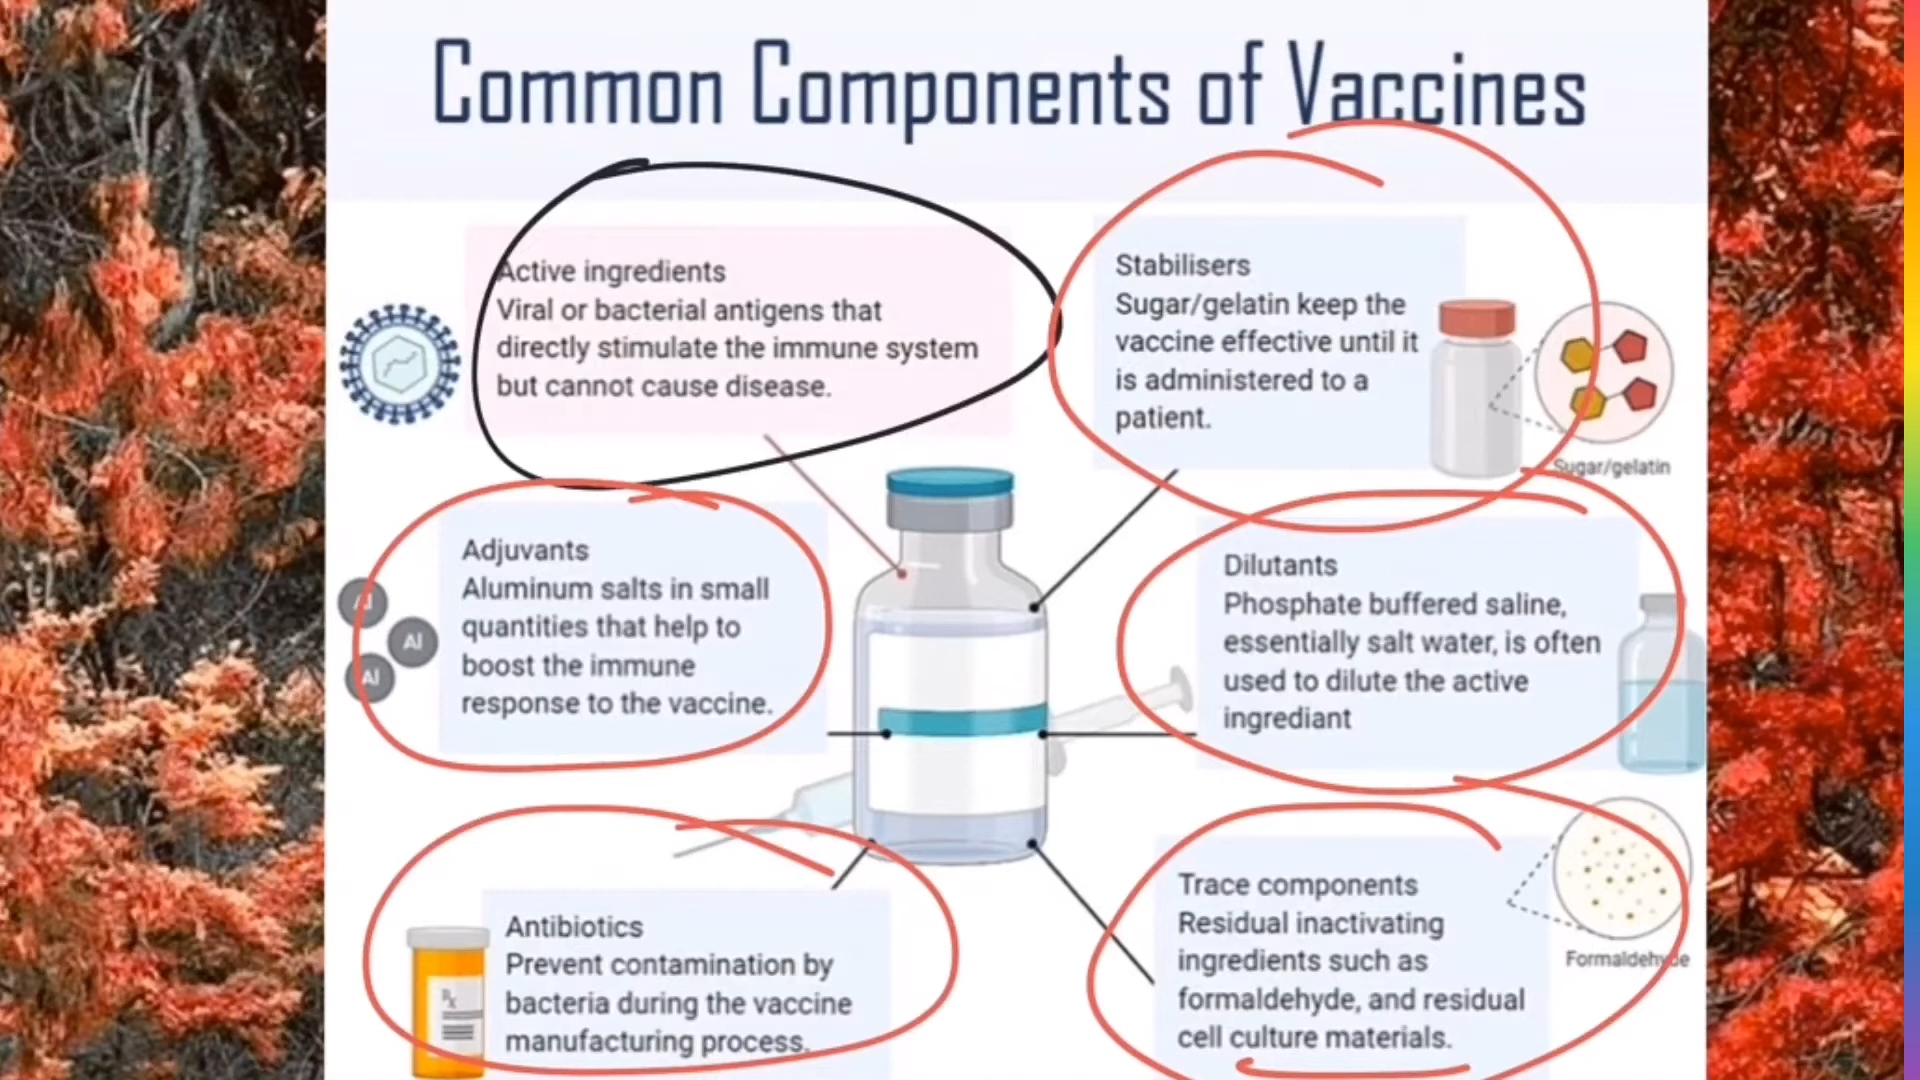 Common Components of Vaccines
Active ingredients
Viral or bacterial antigens that
directly stimulate the immune system
but cannot cause disease.
Stabilisers
Sugar/gelatin keep the
vaccine effective until it
is administered to a
patient.
Sugar/gelatin
Adjuvants
Aluminum salts in small
quantities that help to
boost the immune
response to the vaccine.
Al
Al
Al
Dilutants
Phosphate buffered saline,
essentially salt water, is often
used to dilute the active
ingrediant
Antibiotics
Prevent contamination by
bacteria during the vaccine
manufacturing process.
Rx
Trace components
Residual inactivating
ingredients such as
formaldehyde, and residual
cell culture materials.
Formaldehyde